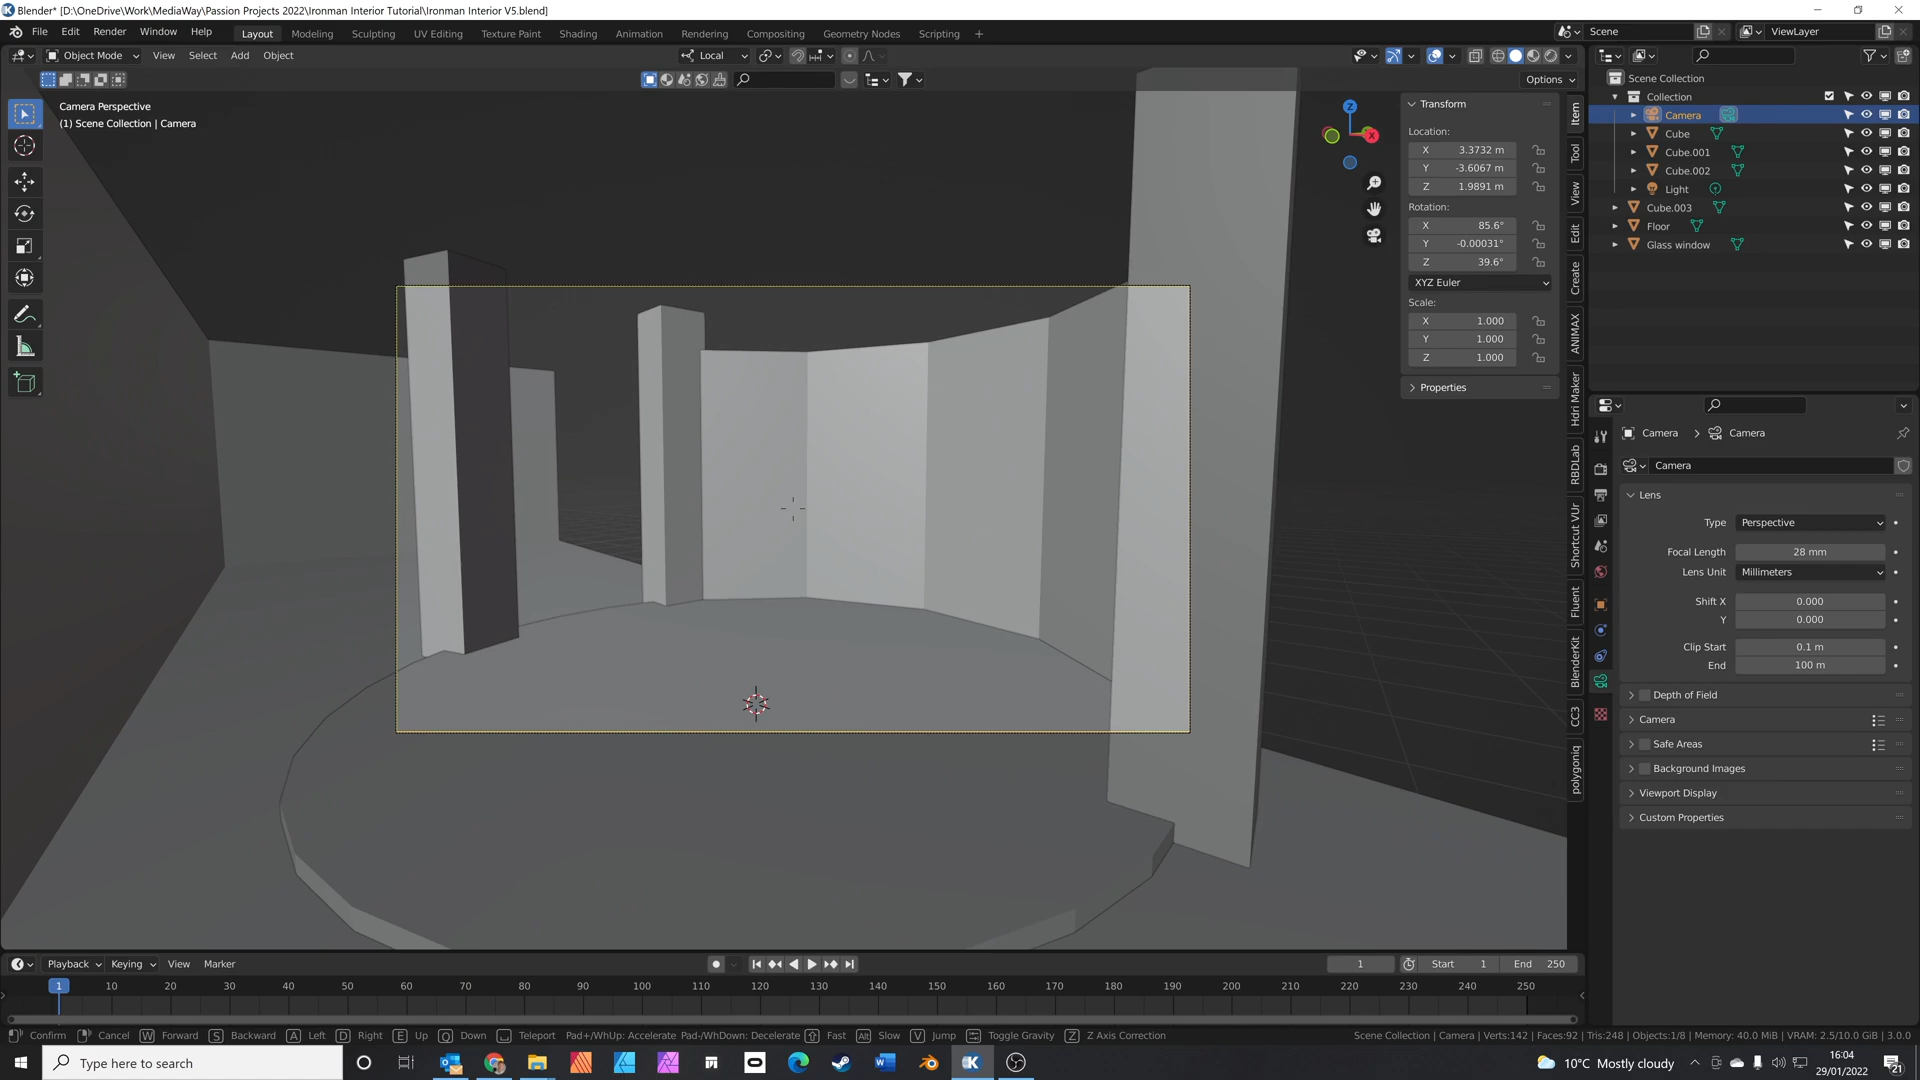 Blender* [D:\OneDrive\Work\MediaWay\Passion Projects 2022\Ironman Interior Tutorial\Ironman Interior V5.blend]
File Edit Render Window Help Layout Modeling Sculpting UV Editing Texture Paint Shading Animation Rendering Compositing Geometry Nodes Scripting + Scene ViewLayer
Object Mode View Select Add Object Local
Options
Camera Perspective
(1) Scene Collection | Camera
Z
X
Transform
Location:
X 3.3732 m
Y -3.6067 m
Z 1.9891 m
Rotation:
X 85.6°
Y -0.00031°
Z 39.6°
XYZ Euler
Scale:
X 1.000
Y 1.000
Z 1.000
Properties
Item
Tool
View
Edit
Create
ANIMAX
Hdri Maker
RBDLab
Shortcut VUr
Fluent
BlenderKit
CC3
polygoniq
Scene Collection
Collection
Camera
Cube
Cube.001
Cube.002
Light
Cube.003
Floor
Glass window
Camera > Camera
Camera
Lens
Type Perspective
Focal Length 28 mm
Lens Unit Millimeters
Shift X 0.000
Y 0.000
Clip Start 0.1 m
End 100 m
Depth of Field
Camera
Safe Areas
Background Images
Viewport Display
Custom Properties
Playback Keying View Marker 1 Start 1 End 250
1 10 20 30 40 50 60 70 80 90 100 110 120 130 140 150 160 170 180 190 200 210 220 230 240 250
Confirm Cancel W Forward S Backward A Left D Right E Up Q Down Teleport Pad+/WhUp: Accelerate Pad-/WhDown: Decelerate Fast Alt Slow V Jump Toggle Gravity Z Z Axis Correction Scene Collection | Camera | Verts:142 | Faces:92 | Tris:248 | Objects:1/8 | Memory: 40.0 MiB | VRAM: 2.5/10.0 GiB | 3.0.0
Type here to search
10°C Mostly cloudy
16:04
29/01/2022
21